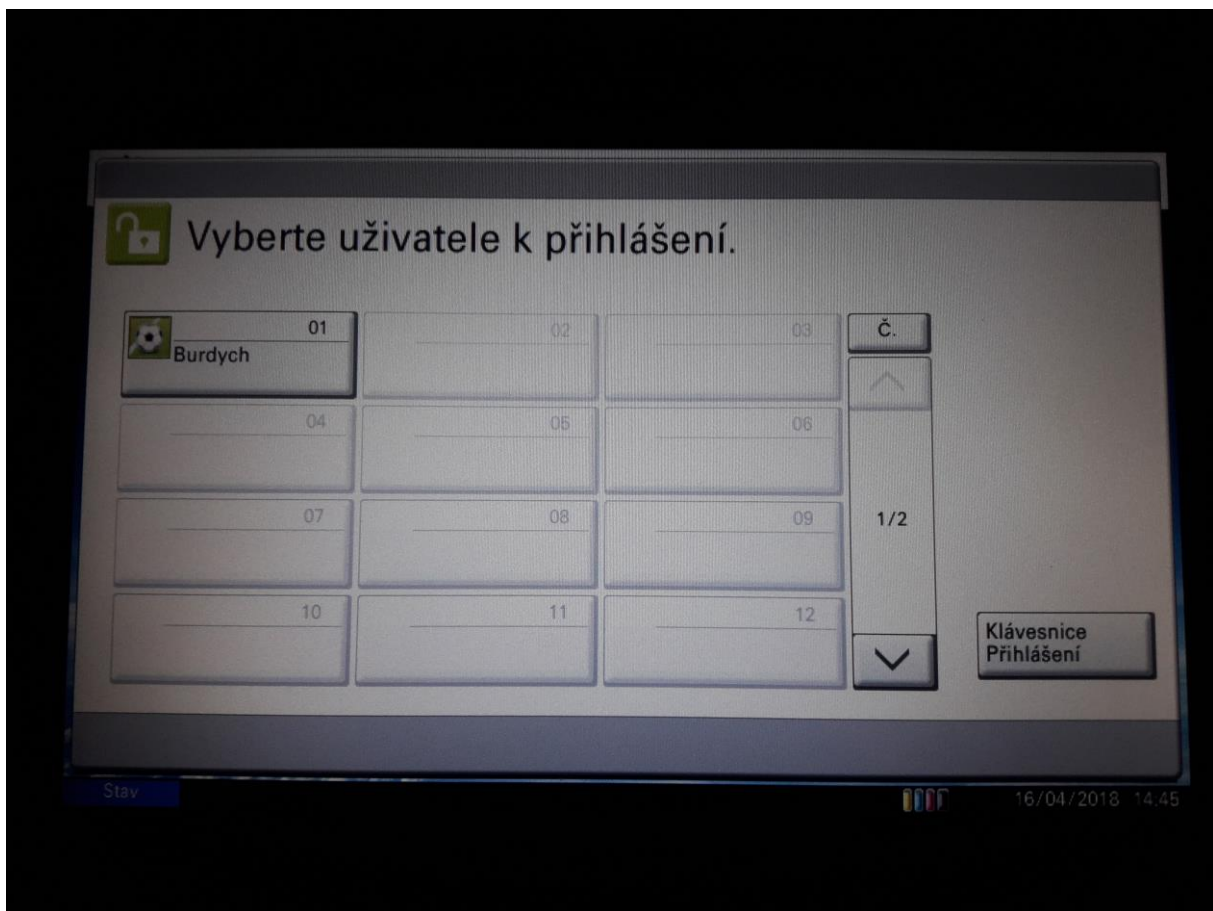 Vyberte uživatele k přihlášení.
01
Burdych
02
03
Č.
04
05
06
07
08
09
1/2
10
11
12
Klávesnice
Přihlášení
Stav
16/04/2018 14:45